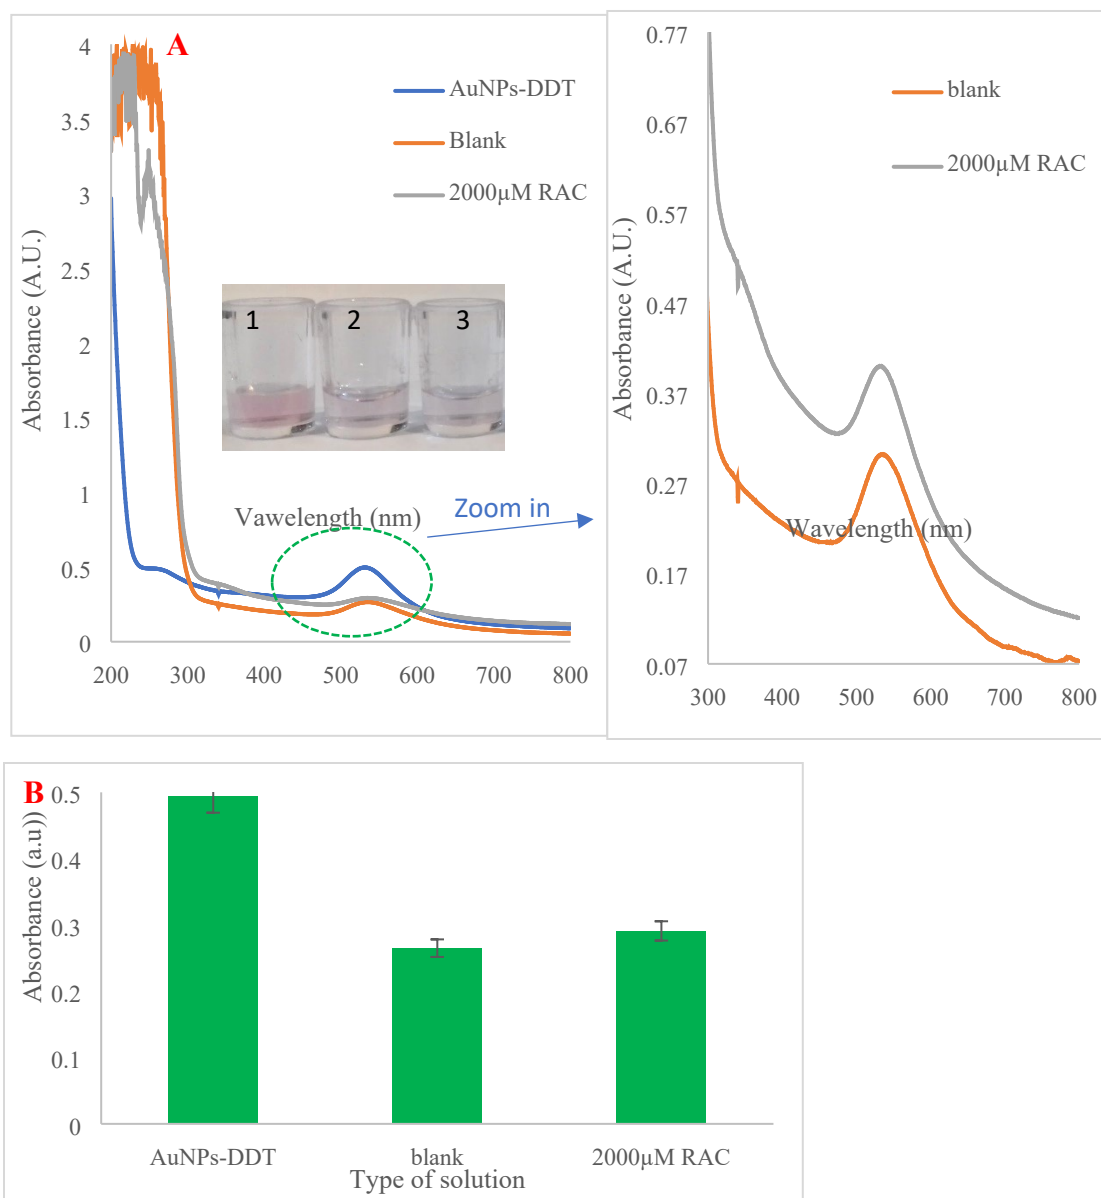 A
4
3.5
3
2.5
2
1.5
1
0.5
0
Absorbance (A.U.)
AuNPs-DDT
Blank
2000µM RAC
1 2 3
Vawelength (nm)
Zoom in
200 300 400 500 600 700 800
0.77
0.67
0.57
0.47
0.37
0.27
0.17
0.07
Absorbance (A.U.)
blank
2000µM RAC
Wavelength (nm)
300 400 500 600 700 800
B
0.5
0.4
0.3
0.2
0.1
0
Absorbance (a.u))
AuNPs-DDT blank 2000µM RAC
Type of solution